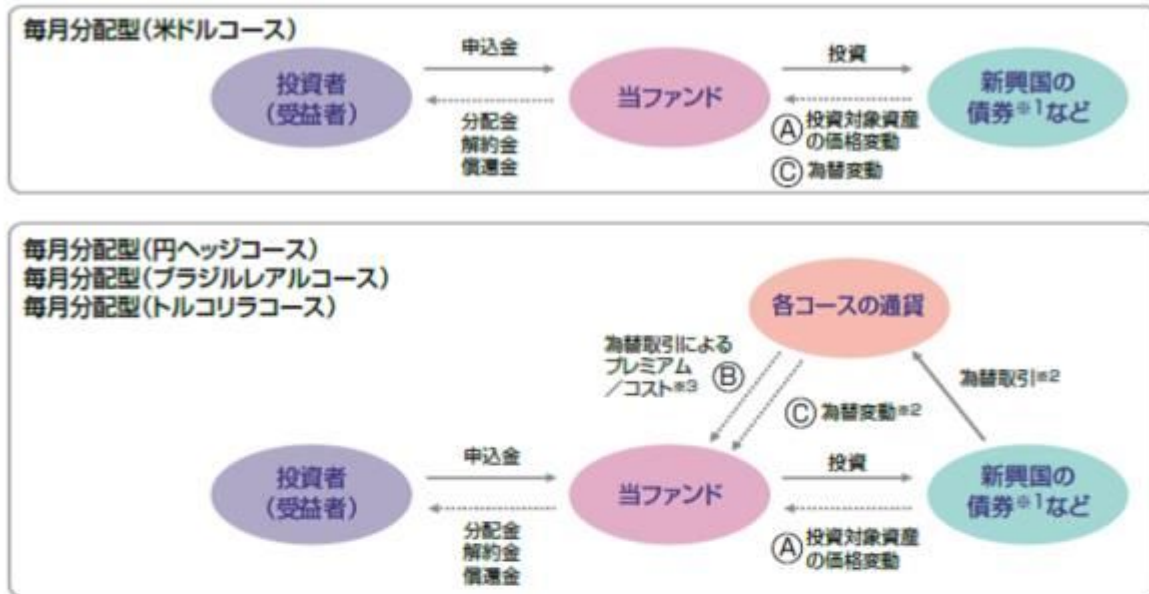 毎月分配型(米ドルコース)
投資者
(受益者)
申込金
分配金
解約金
償還金
当ファンド
投資
Ⓐ投資対象資産
の価格変動
Ⓒ為替変動
新興国の
債券※1など
毎月分配型(円ヘッジコース)
毎月分配型(ブラジルレアルコース)
毎月分配型(トルコリラコース)
各コースの通貨
為替取引による
プレミアム
/コスト※3 Ⓑ
Ⓒ為替変動※2
為替取引※2
投資者
(受益者)
申込金
分配金
解約金
償還金
当ファンド
投資
Ⓐ投資対象資産
の価格変動
新興国の
債券※1など